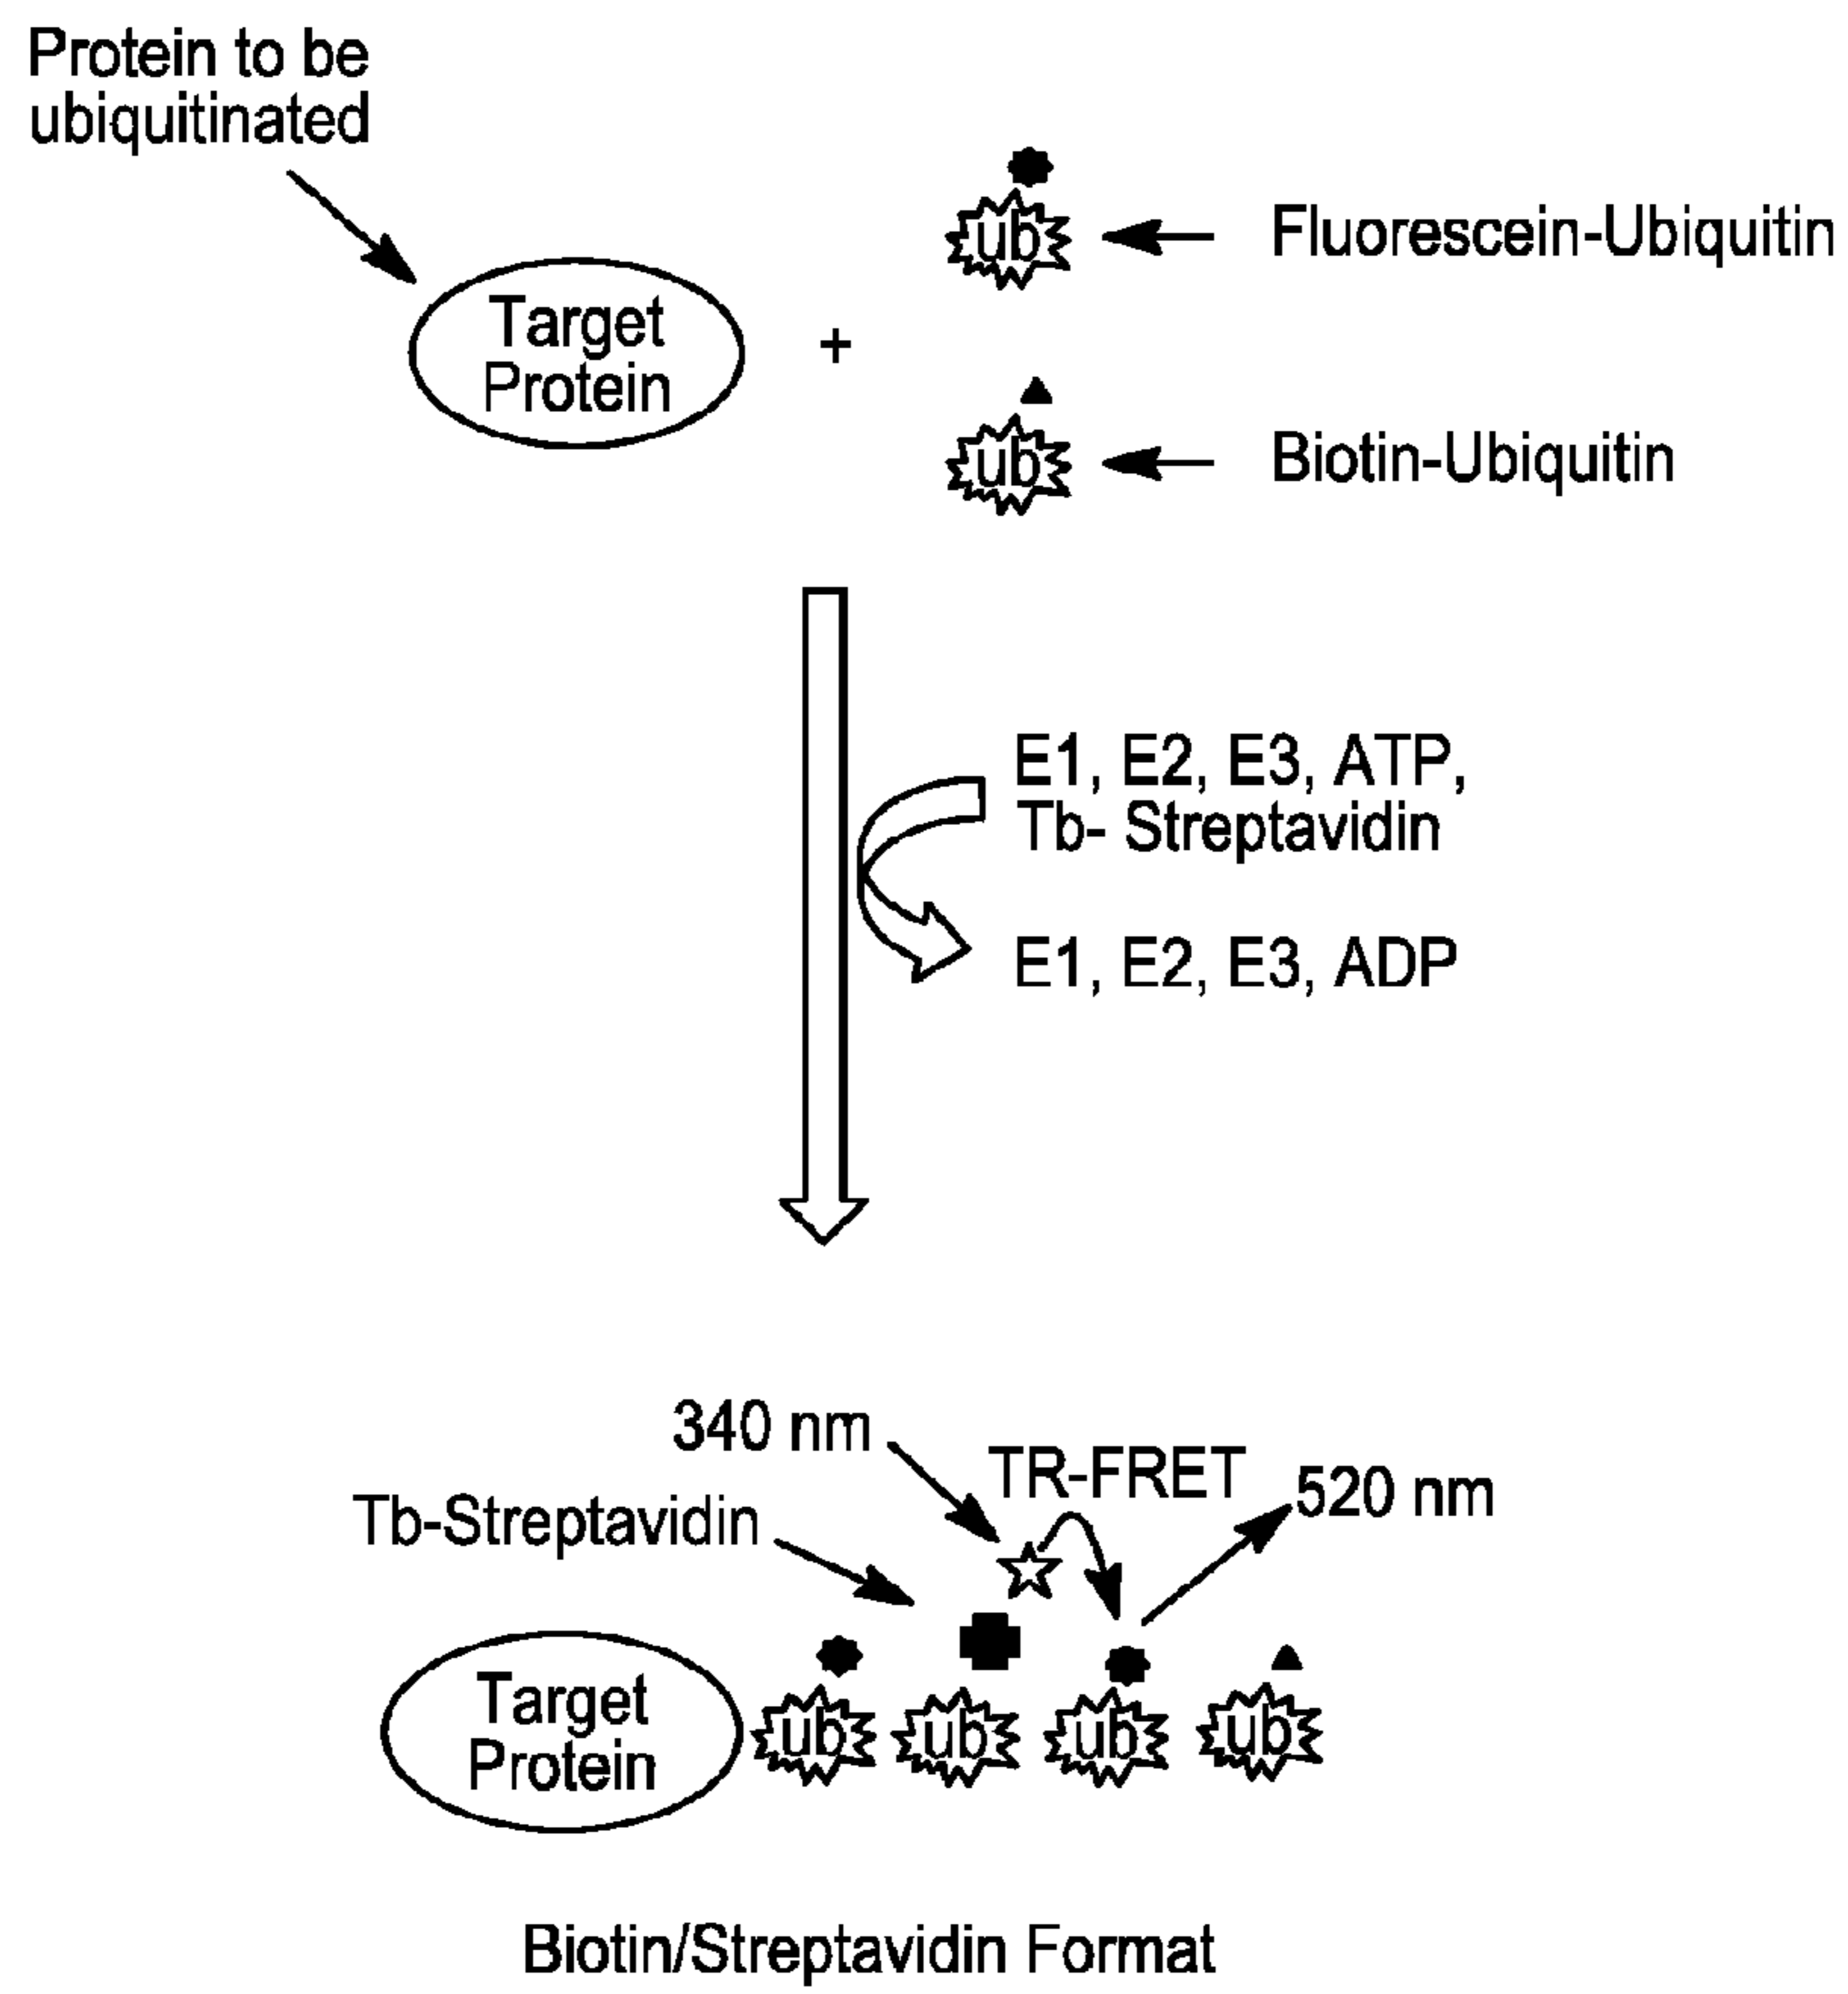 Protein to be
ubiquitinated
Target
Protein
+
ub
Fluorescein-Ubiquitin
ub
Biotin-Ubiquitin
E1, E2, E3, ATP,
Tb- Streptavidin
E1, E2, E3, ADP
340 nm
TR-FRET
520 nm
Tb-Streptavidin
Target
Protein
ub ub ub ub
Biotin/Streptavidin Format